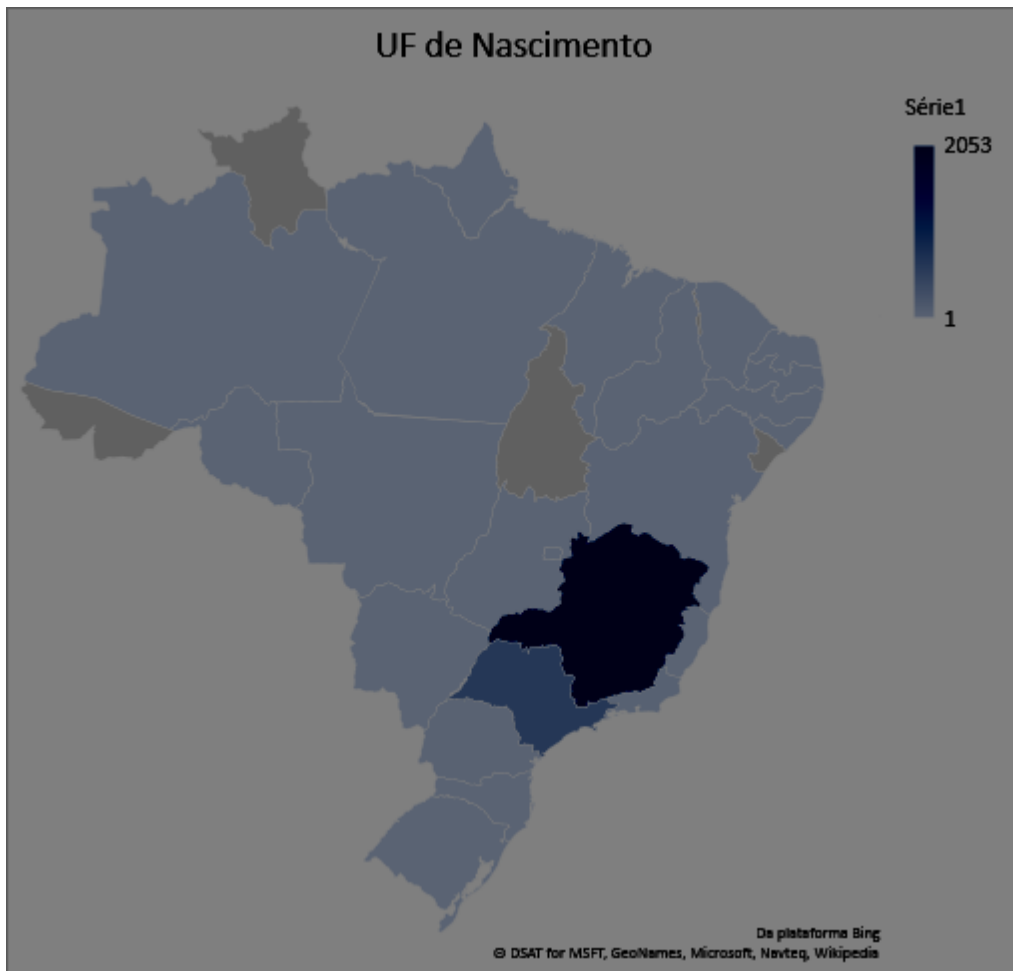 UF de Nascimento
Série1
2053
1
Da plataforma Bing
© DSAT for MSFT, GeoNames, Microsoft, Navteq, Wikipedia